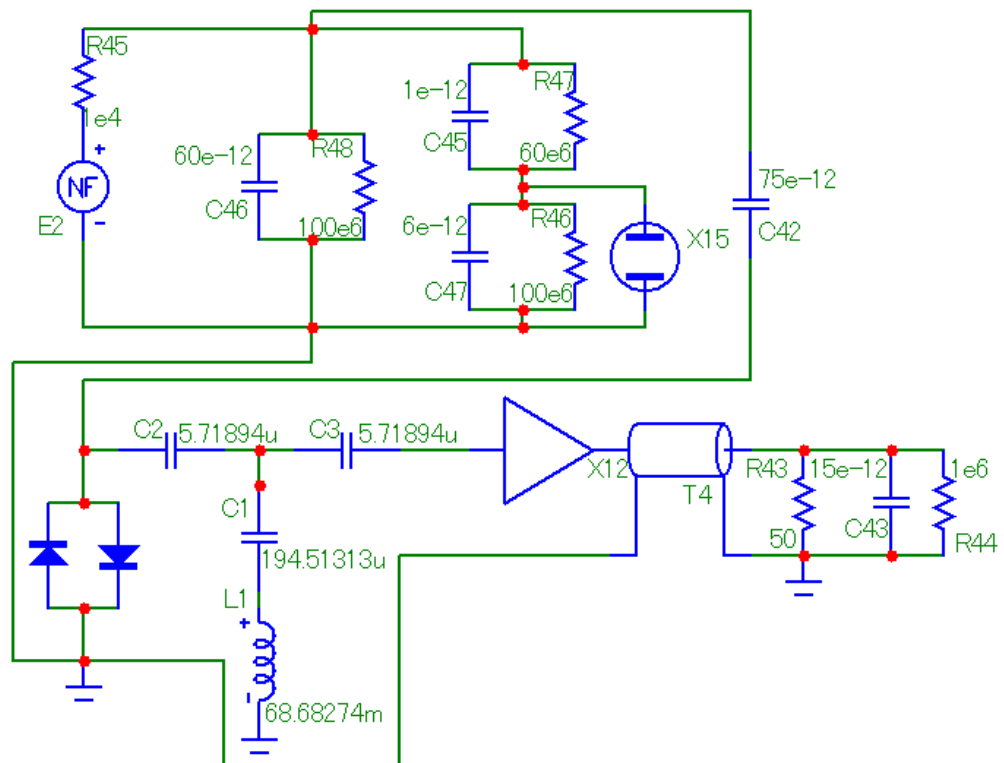 R45
1e4
+
NF
E2
-
60e-12
R48
C46
100e6
1e-12
R47
C45
60e6
6e-12
R46
C47
100e6
X15
75e-12
C42
C2
5.71894u
C3
5.71894u
C1
194.51313u
L1
+
-
68.68274m
X12
T4
R43
15e-12
1e6
50
C43
R44